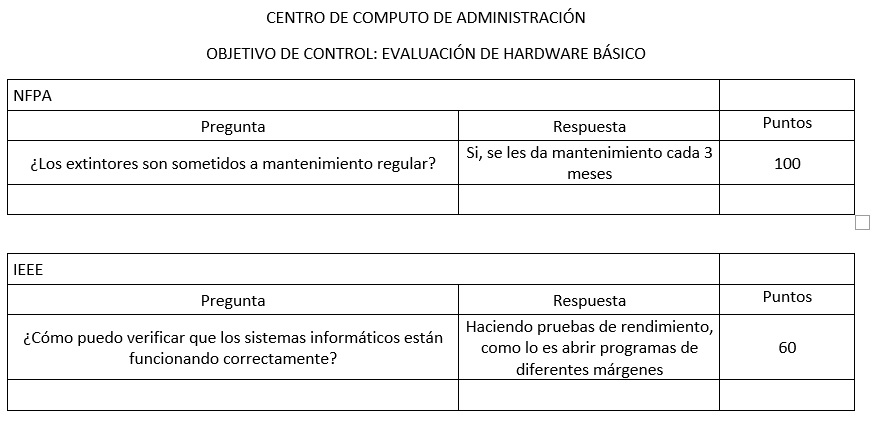 CENTRO DE COMPUTO DE ADMINISTRACIÓN
OBJETIVO DE CONTROL: EVALUACIÓN DE HARDWARE BÁSICO
NFPA
Pregunta Respuesta Puntos
¿Los extintores son sometidos a mantenimiento regular? Si, se les da mantenimiento cada 3 100
meses
IEEE
Pregunta Respuesta Puntos
¿Cómo puedo verificar que los sistemas informáticos están Haciendo pruebas de rendimiento,
funcionando correctamente? como lo es abrir programas de 60
diferentes márgenes